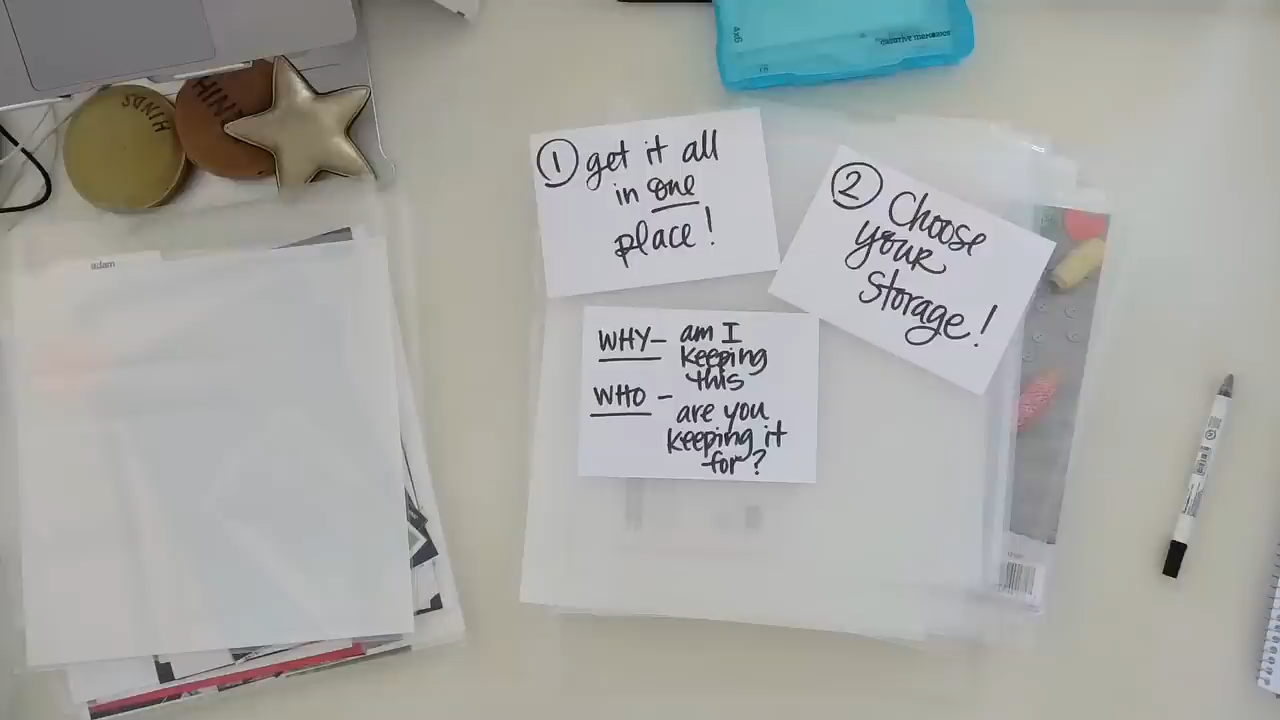 ① get it all
in one
place!
② Choose
your
Storage!
WHY- am I
keeping
this
WHO -
are you
keeping it
for?
adam
creative memories
4x6